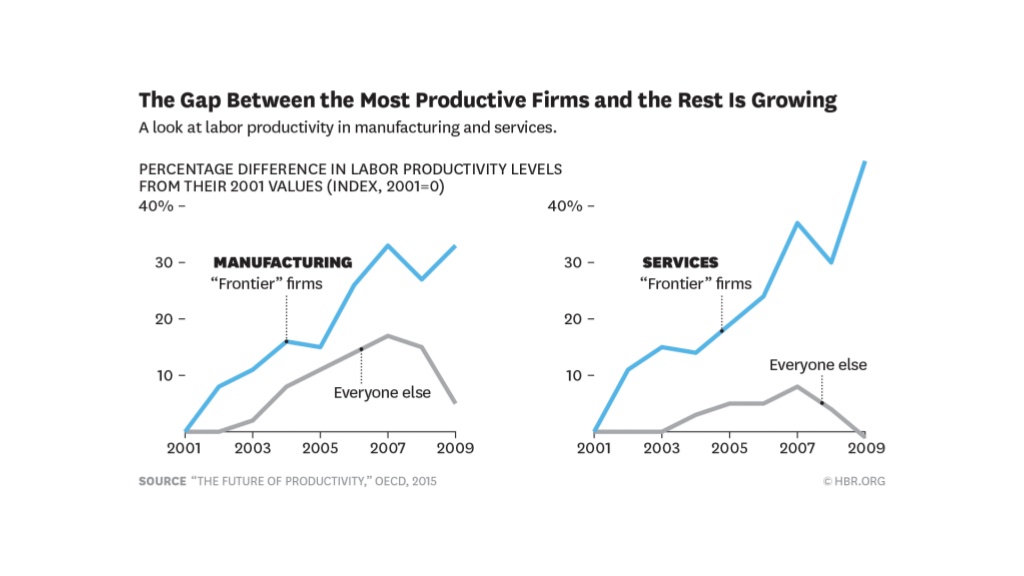 The Gap Between the Most Productive Firms and the Rest Is Growing
A look at labor productivity in manufacturing and services.
PERCENTAGE DIFFERENCE IN LABOR PRODUCTIVITY LEVELS
FROM THEIR 2001 VALUES (INDEX, 2001=0)
40% –
30 –
20 –
10 –
MANUFACTURING
“Frontier” firms
Everyone else
2001 2003 2005 2007 2009
40% –
30 –
20 –
10 –
SERVICES
“Frontier” firms
Everyone else
2001 2003 2005 2007 2009
SOURCE “THE FUTURE OF PRODUCTIVITY,” OECD, 2015
© HBR.ORG